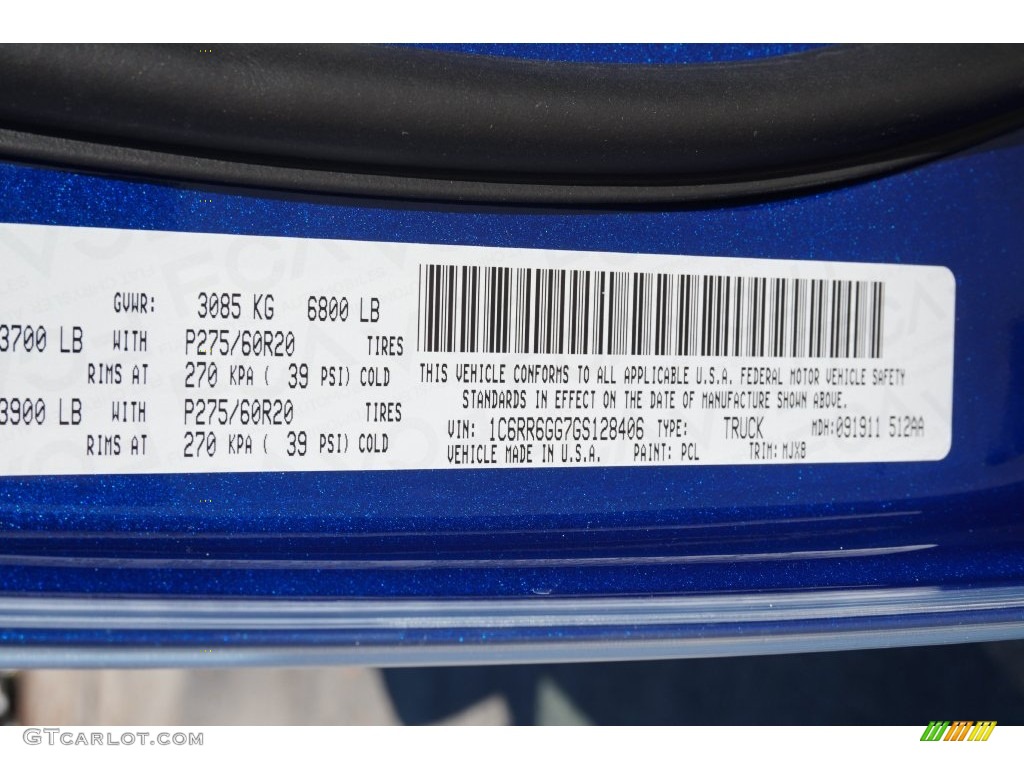 GVWR: 3085 KG 6800 LB
3700 LB WITH P275/60R20 TIRES
RIMS AT 270 KPA ( 39 PSI) COLD
3900 LB WITH P275/60R20 TIRES
RIMS AT 270 KPA ( 39 PSI) COLD
THIS VEHICLE CONFORMS TO ALL APPLICABLE U.S.A. FEDERAL MOTOR VEHICLE SAFETY
STANDARDS IN EFFECT ON THE DATE OF MANUFACTURE SHOWN ABOVE.
VIN: 1C6RR6GG7GS128406 TYPE: TRUCK MDH:091911 512AA
VEHICLE MADE IN U.S.A. PAINT: PCL TRIM: MJX8
GTCARLOT.COM